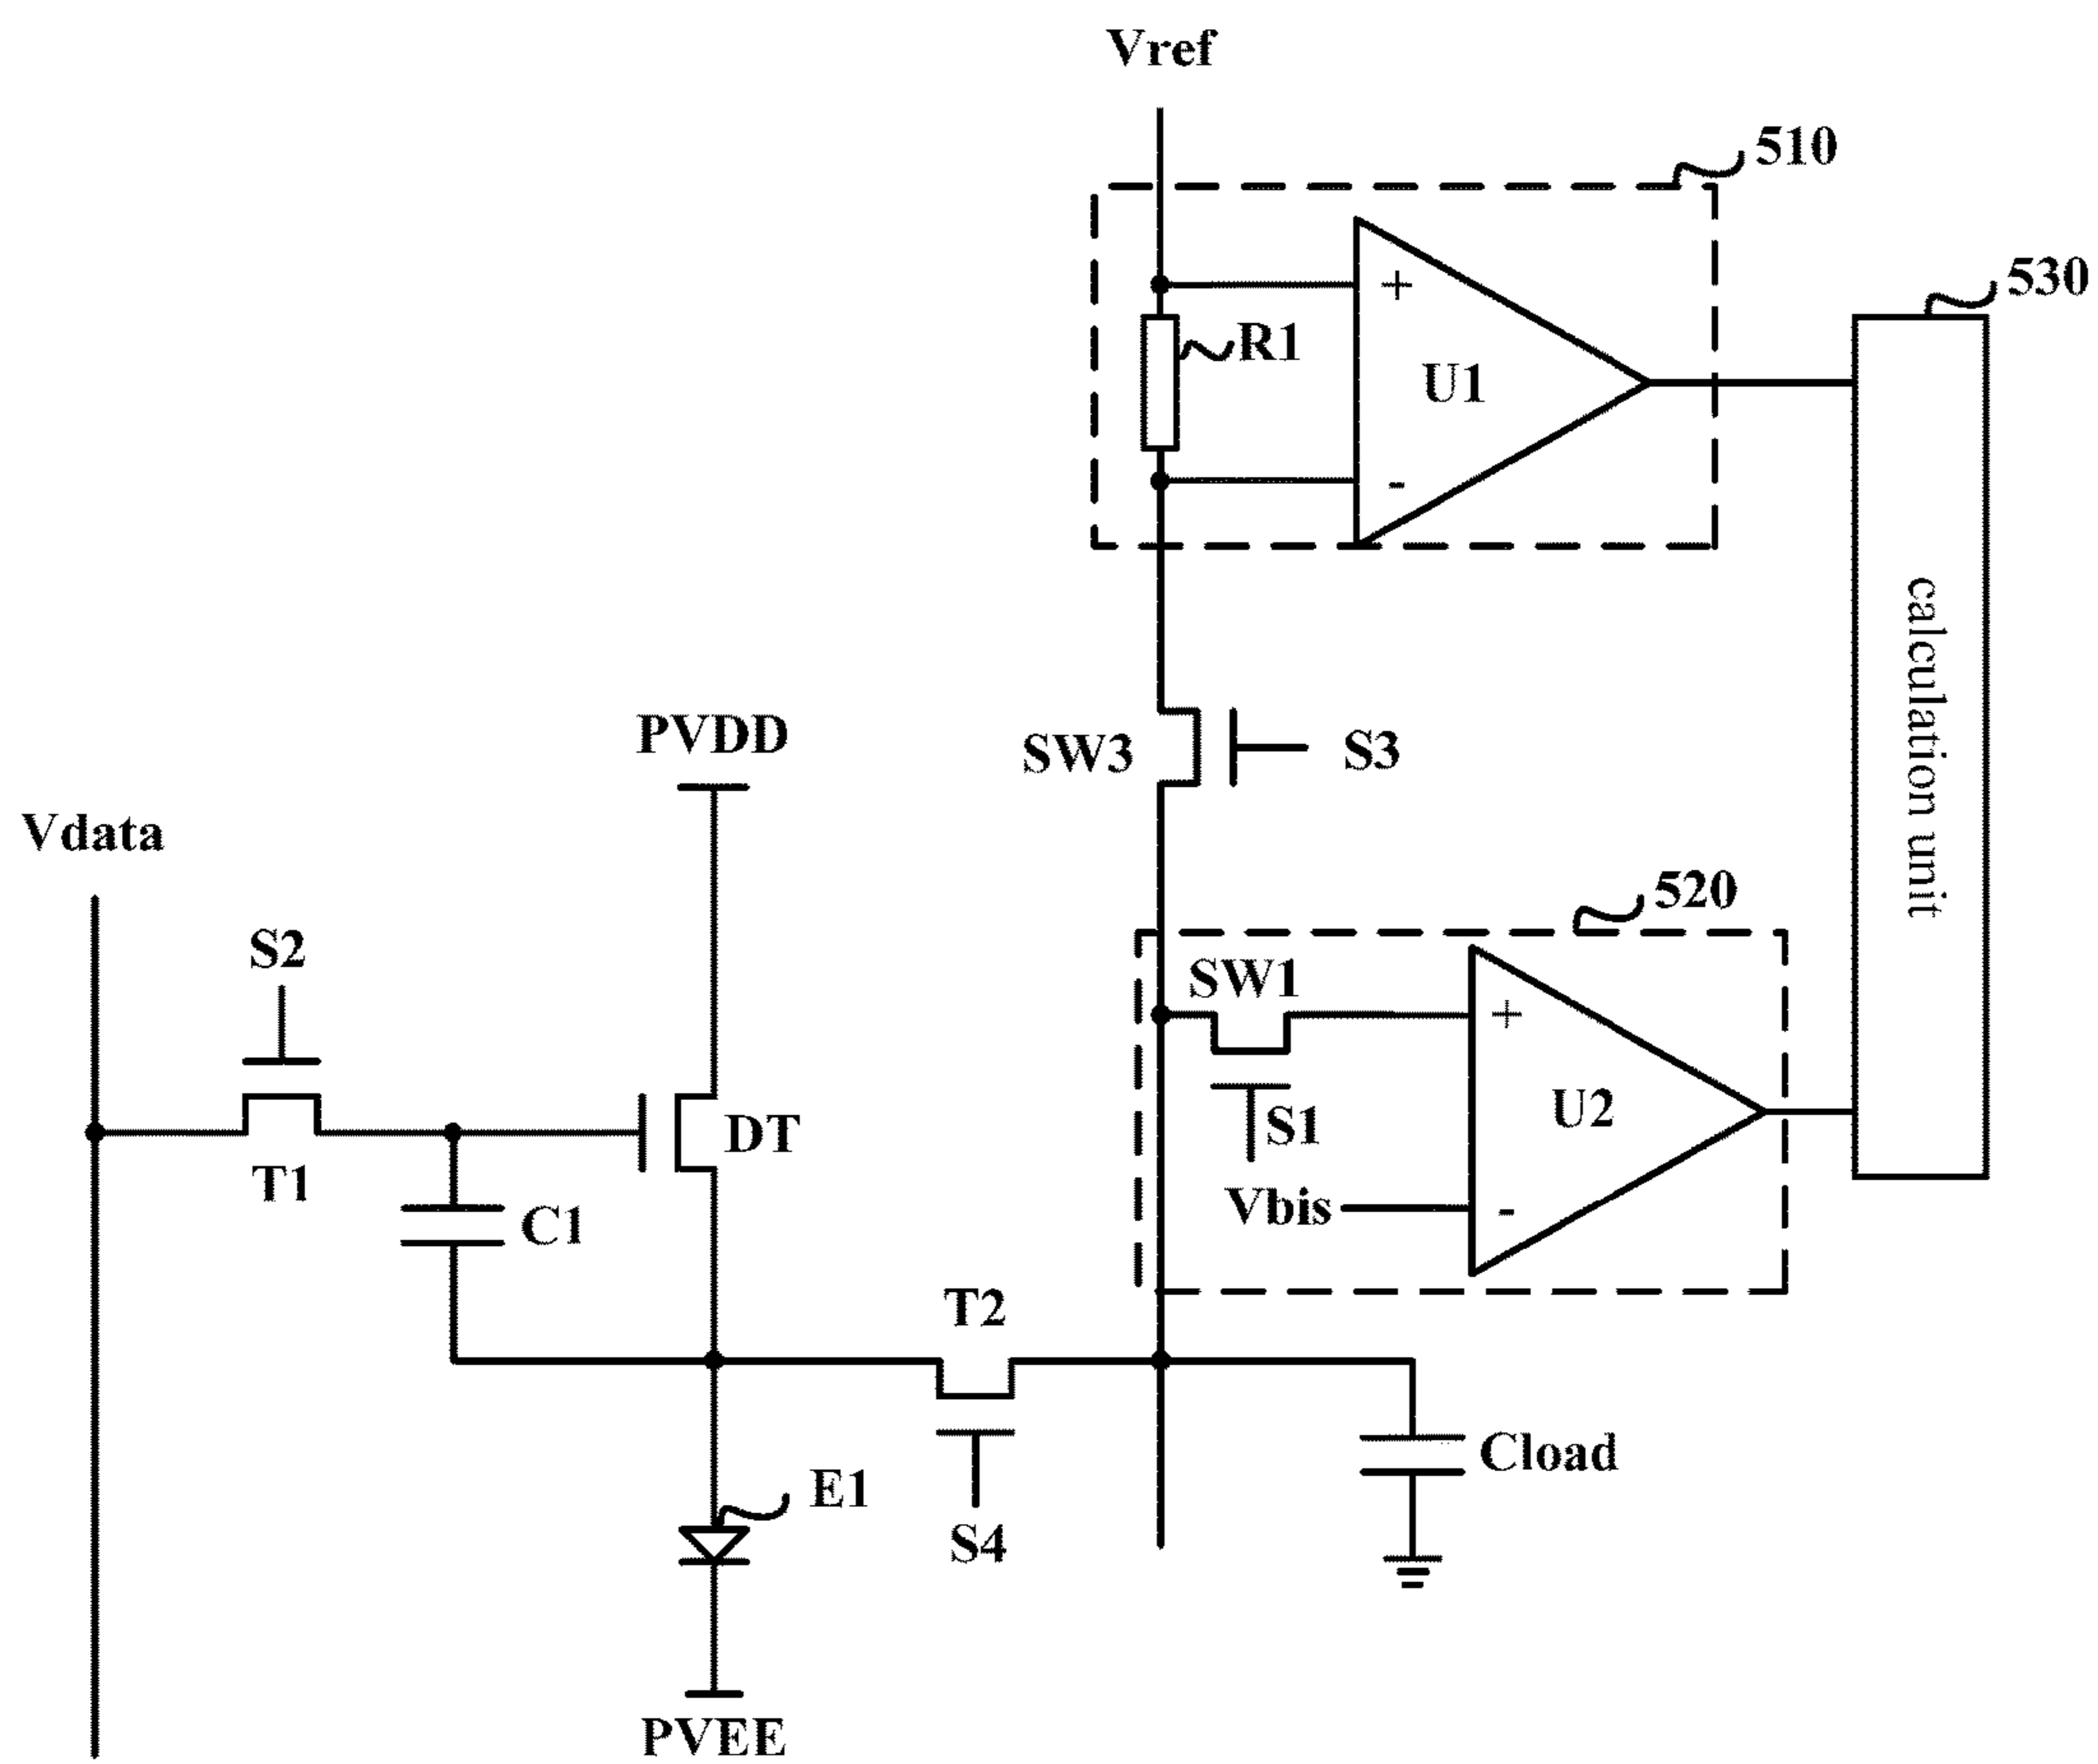 Vref
510
530
+
R1
U1
-
calculation unit
PVDD
SW3
S3
Vdata
520
S2
SW1
+
DT
U2
S1
T1
C1
Vbis
-
T2
Cload
E1
S4
PVEE